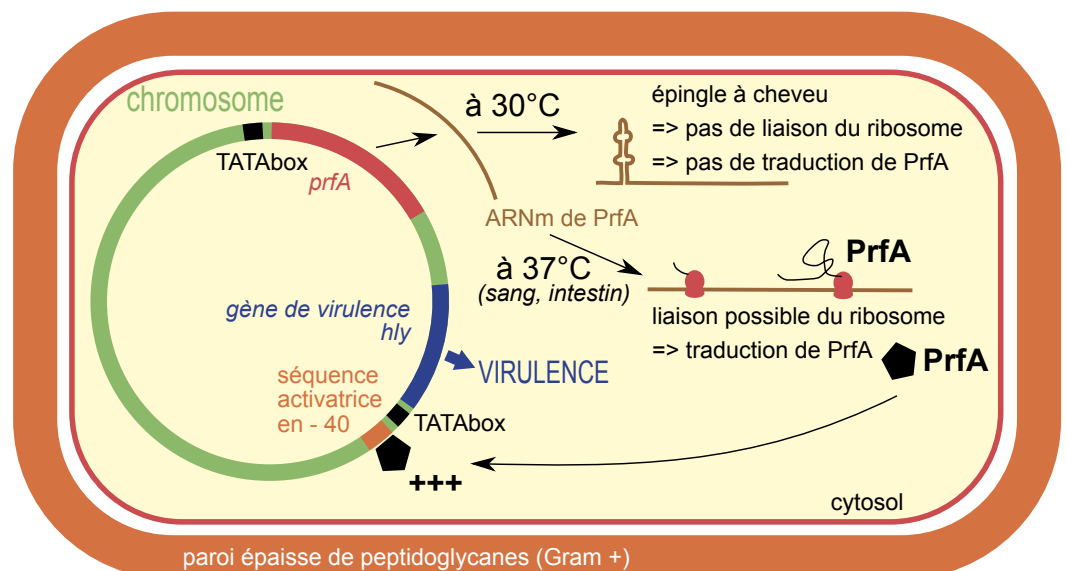 chromosome
TATAbox
prfA
à 30°C
épingle à cheveu
=> pas de liaison du ribosome
=> pas de traduction de PrfA
ARNm de PrfA
à 37°C
(sang, intestin)
PrfA
liaison possible du ribosome
=> traduction de PrfA
PrfA
gène de virulence
hly
VIRULENCE
séquence
activatrice
en - 40
TATAbox
+++
cytosol
paroi épaisse de peptidoglycanes (Gram +)